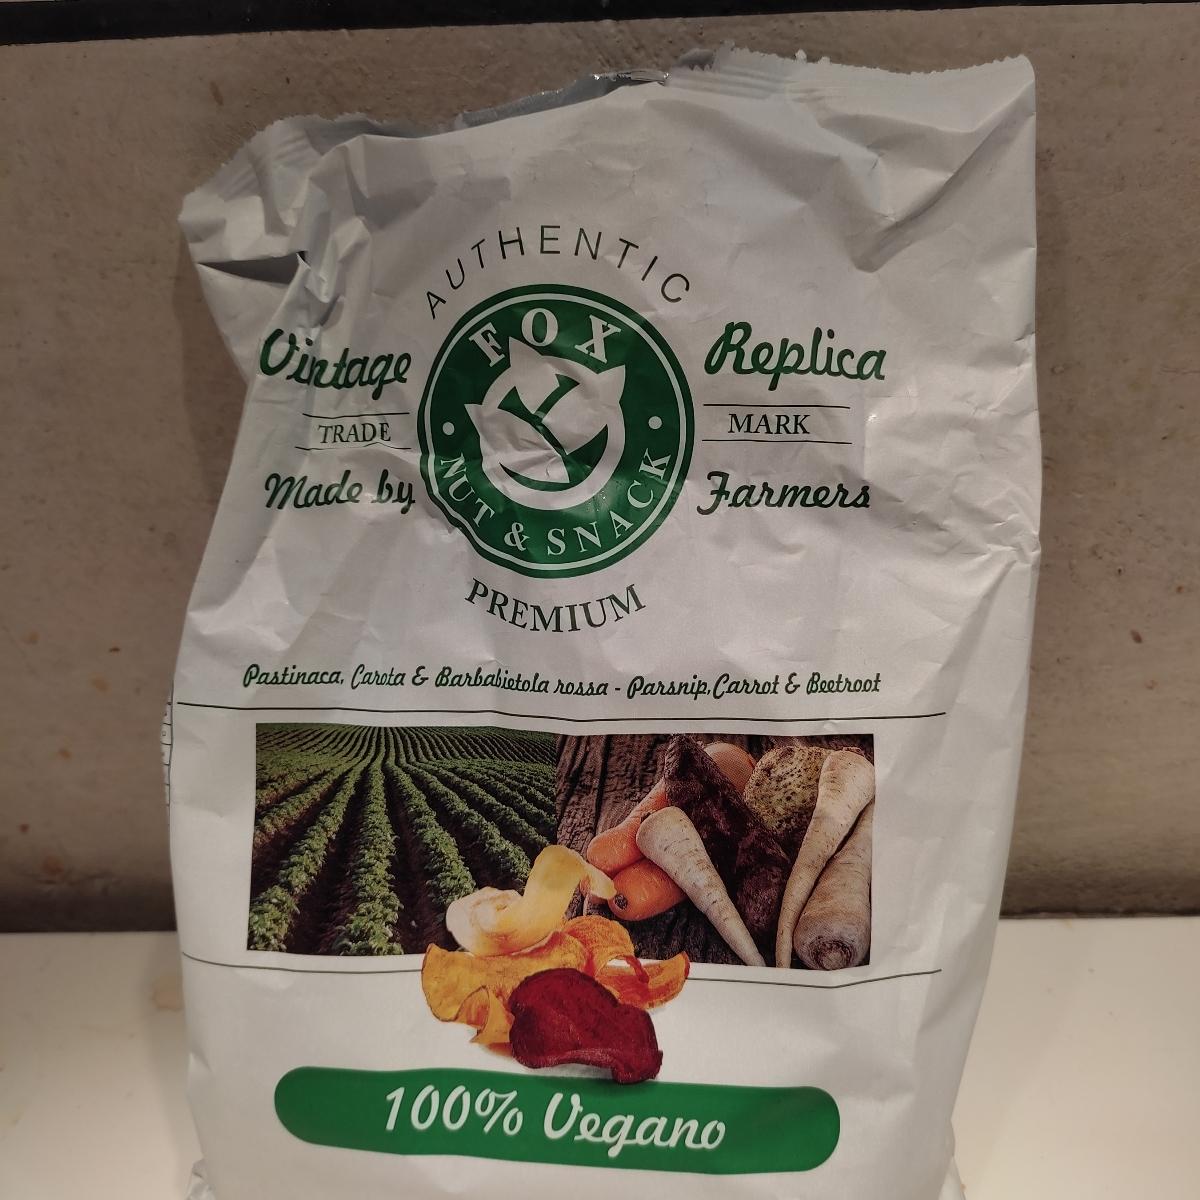 AUTHENTIC
Vintage
Replica
FOX
TRADE
MARK
Made by
Farmers
NUT & SNACK
PREMIUM
Pastinaca, Carota & Barbabietola rossa - Parsnip, Carrot & Beetroot
100% Vegano